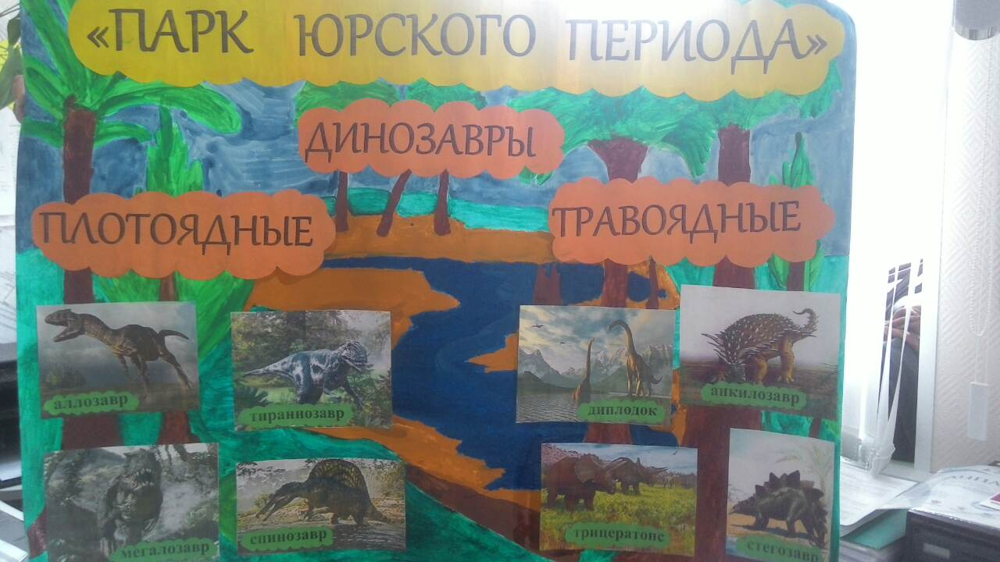 «ПАРК ЮРСКОГО ПЕРИОДА»
ДИНОЗАВРЫ
ПЛОТОЯДНЫЕ
ТРАВОЯДНЫЕ
аллозавр
тираннозавр
диплодок
анкилозавр
мегалозавр
спинозавр
трицератопс
стегозавр